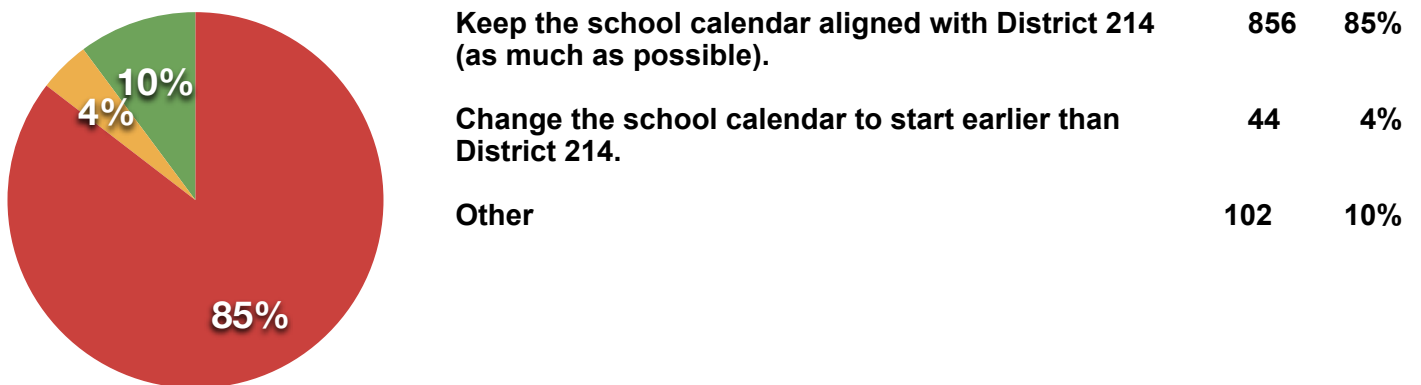 Keep the school calendar aligned with District 214 856 85%
(as much as possible).
10%
4%
Change the school calendar to start earlier than 44 4%
District 214.
Other 102 10%
85%